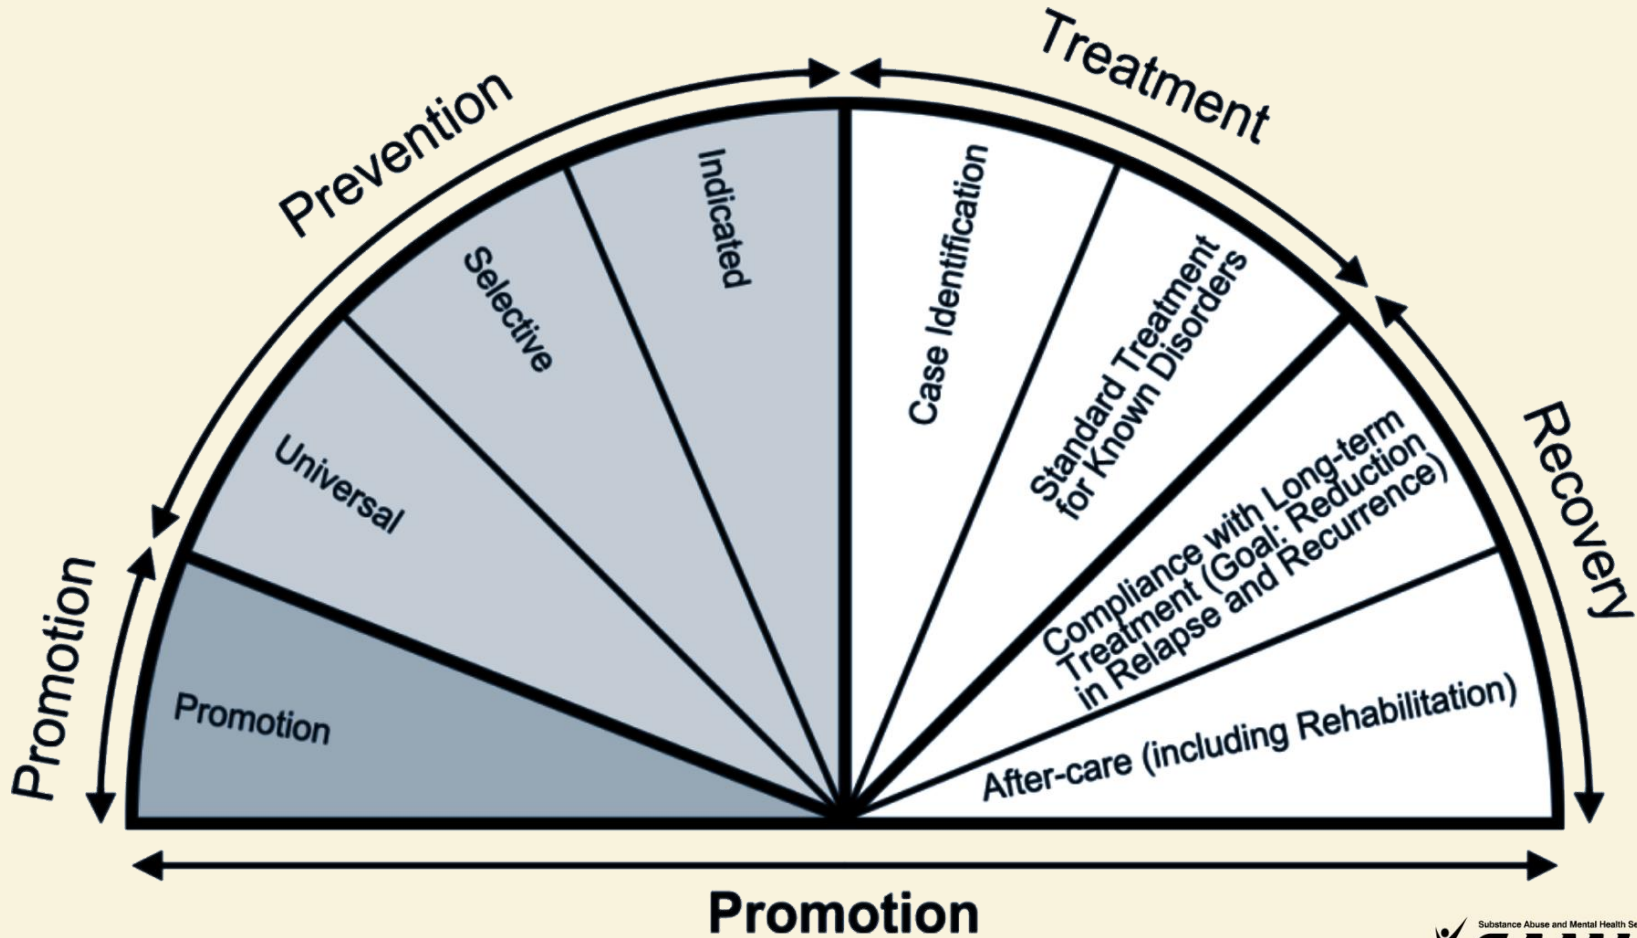 Prevention
Treatment
Recovery
Promotion
Promotion
Universal
Selective
Indicated
Case Identification
Standard Treatment
for Known Disorders
Compliance with Long-term
Treatment (Goal: Reduction
in Relapse and Recurrence)
After-care (including Rehabilitation)
Promotion
Substance Abuse and Mental Health